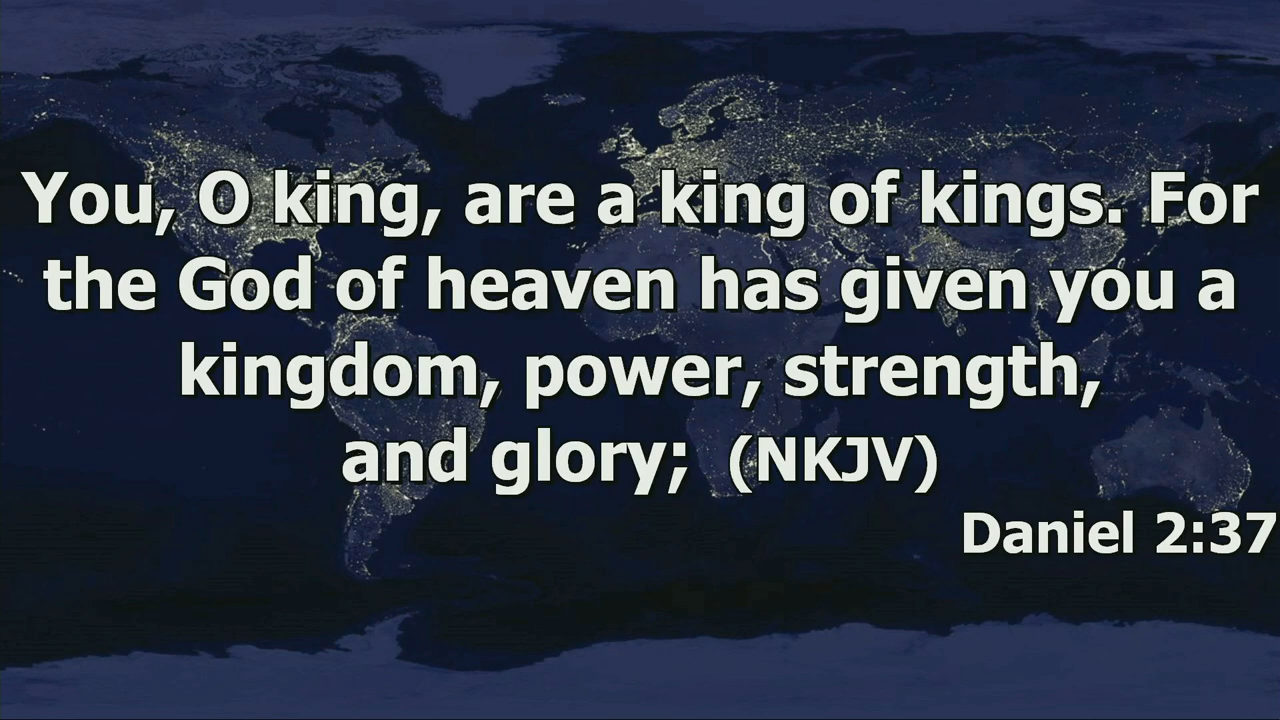 You, O king, are a king of kings. For
the God of heaven has given you a
kingdom, power, strength,
and glory; (NKJV)
Daniel 2:37